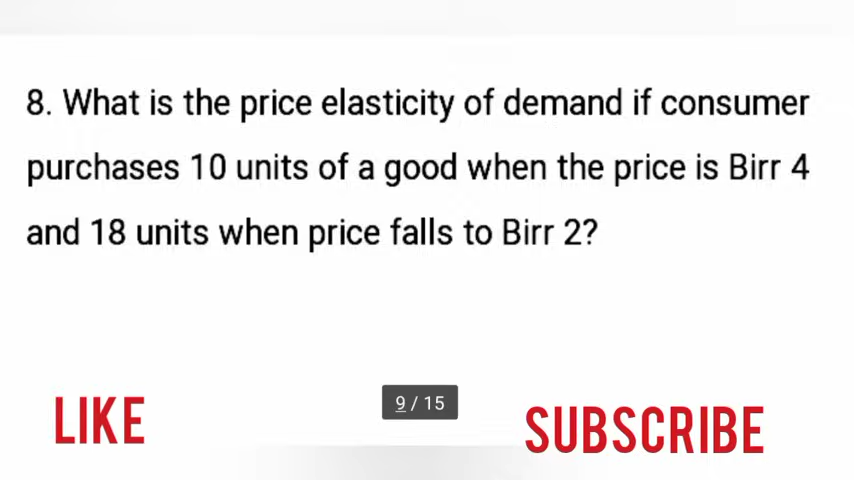 8. What is the price elasticity of demand if consumer
purchases 10 units of a good when the price is Birr 4
and 18 units when price falls to Birr 2?
9 / 15
LIKE
SUBSCRIBE